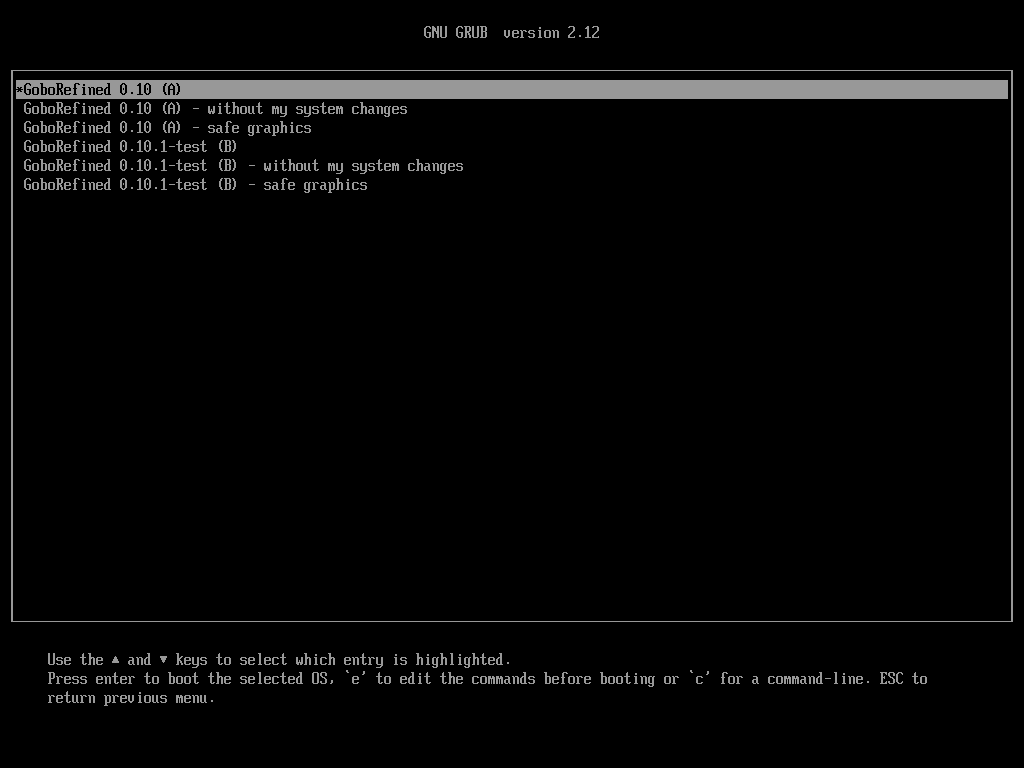 GNU GRUB  version 2.12
*GoboRefined 0.10 (A)
GoboRefined 0.10 (A) - without my system changes
GoboRefined 0.10 (A) - safe graphics
GoboRefined 0.10.1-test (B)
GoboRefined 0.10.1-test (B) - without my system changes
GoboRefined 0.10.1-test (B) - safe graphics
Use the ▲ and ▼ keys to select which entry is highlighted.
Press enter to boot the selected OS, `e' to edit the commands before booting or `c' for a command-line. ESC to
return previous menu.